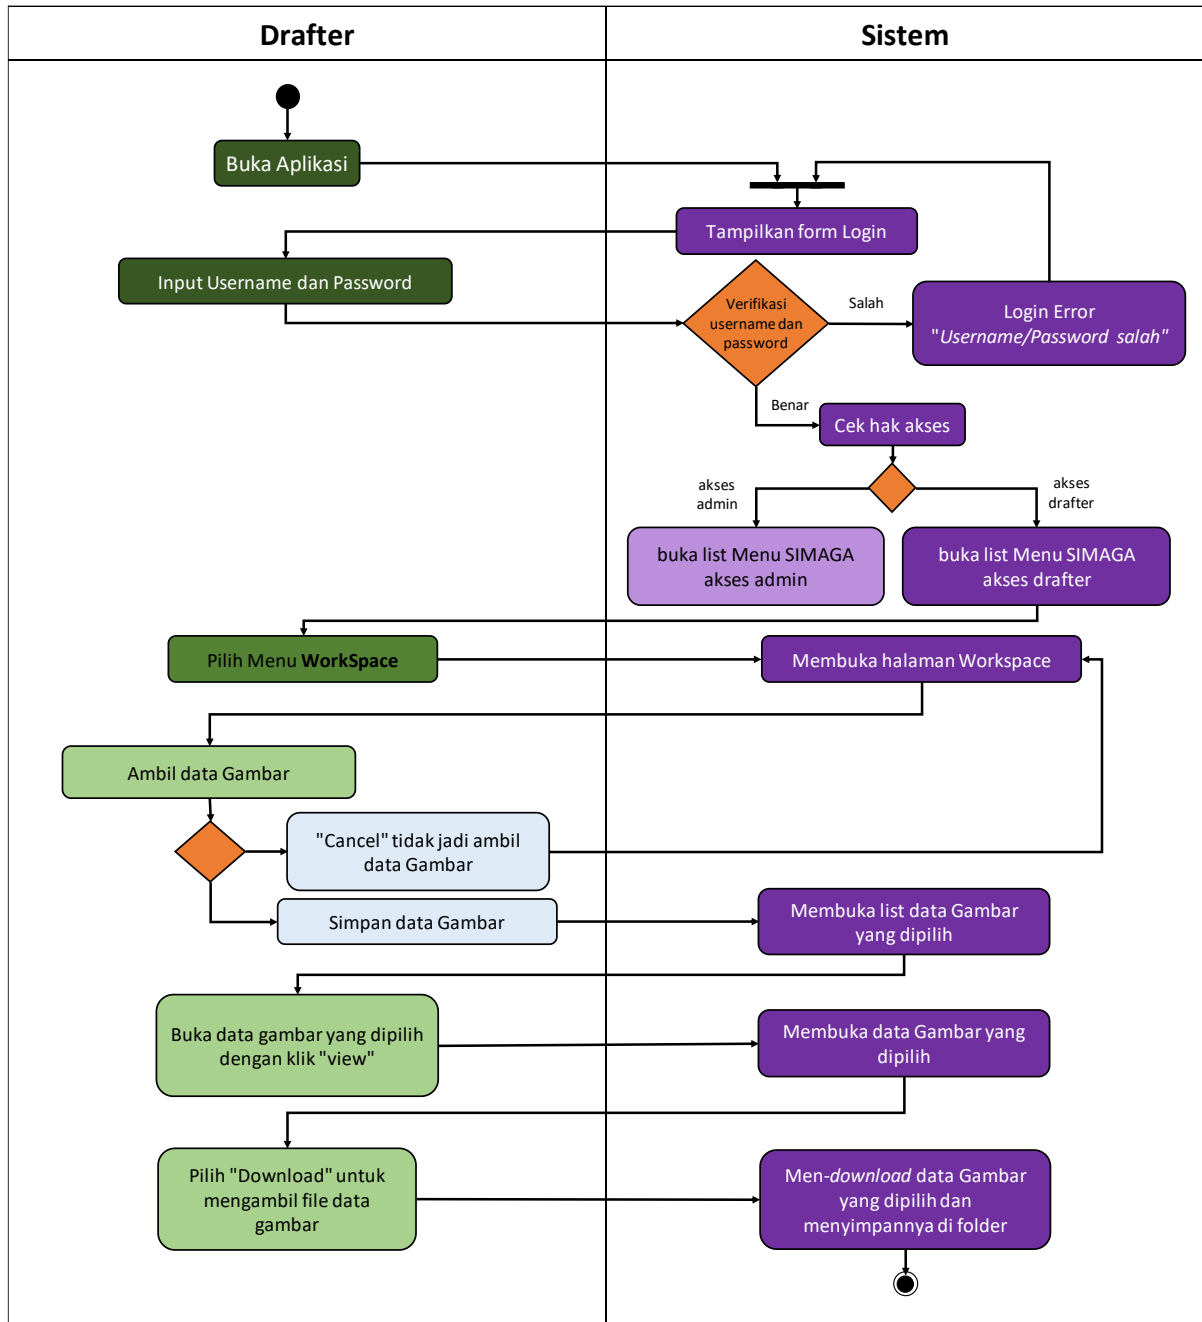 Drafter
Sistem
Buka Aplikasi
Tampilkan form Login
Input Username dan Password
Verifikasi
username dan
password
Salah
Login Error
"Username/Password salah"
Benar
Cek hak akses
akses
admin
akses
drafter
buka list Menu SIMAGA
akses admin
buka list Menu SIMAGA
akses drafter
Pilih Menu WorkSpace
Membuka halaman Workspace
Ambil data Gambar
"Cancel" tidak jadi ambil
data Gambar
Simpan data Gambar
Membuka list data Gambar
yang dipilih
Buka data gambar yang dipilih
dengan klik "view"
Membuka data Gambar yang
dipilih
Pilih "Download" untuk
mengambil file data
gambar
Men-download data Gambar
yang dipilih dan
menyimpannya di folder